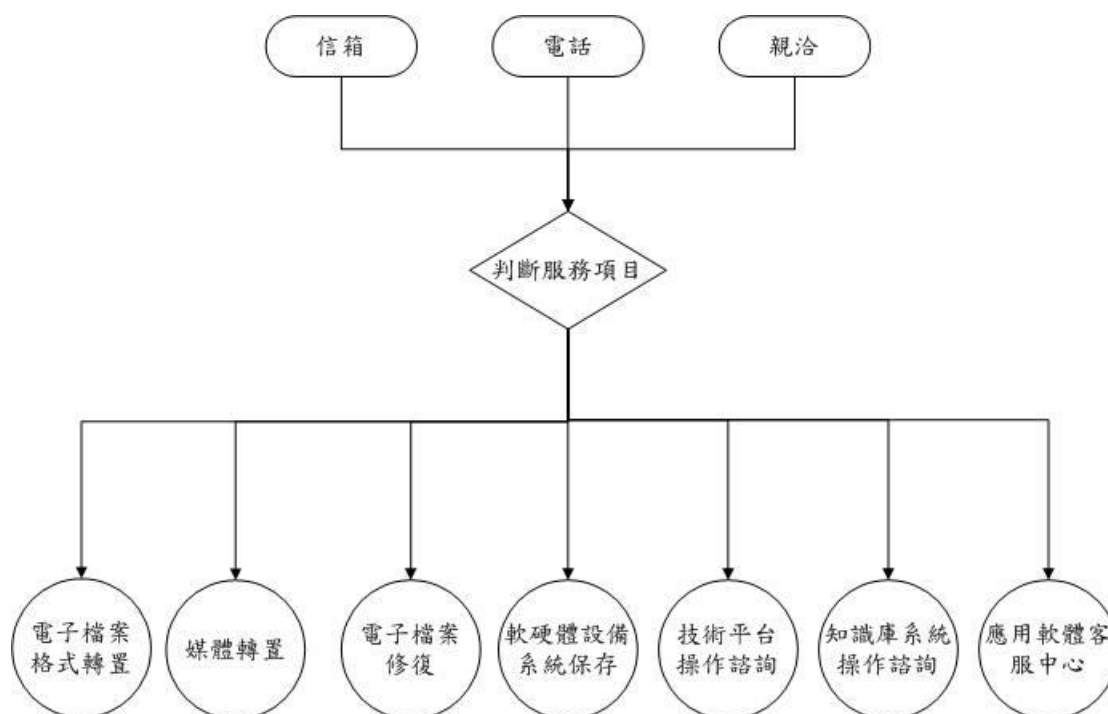 信箱
電話
親洽
判斷服務項目
電子檔案
格式轉置
媒體轉置
電子檔案
修復
軟硬體設備
系統保存
技術平台
操作諮詢
知識庫系統
操作諮詢
應用軟體客
服中心